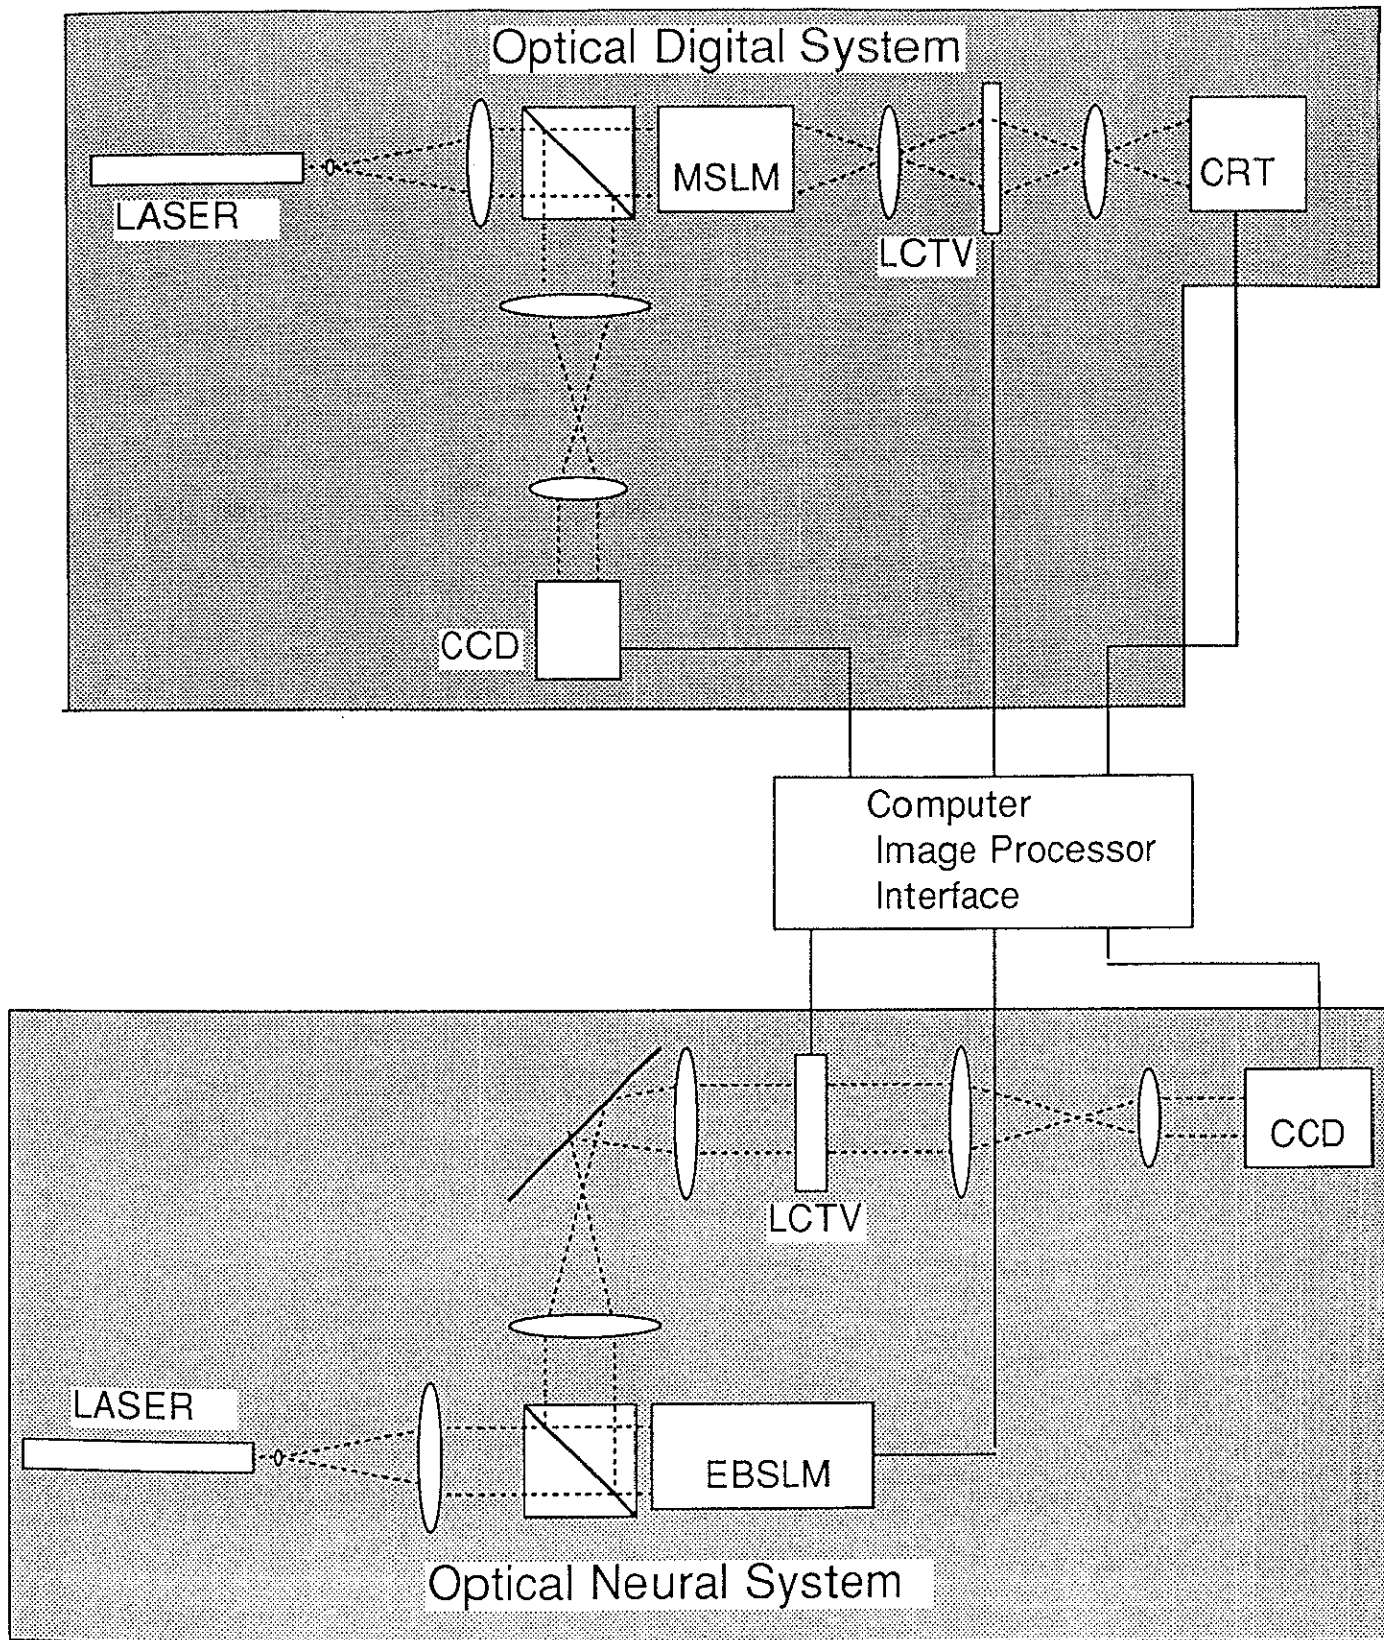 Optical Digital System
MSLM
CRT
LASER
LCTV
CCD
Computer
Image Processor
Interface
CCD
LCTV
LASER
EBSLM
Optical Neural System